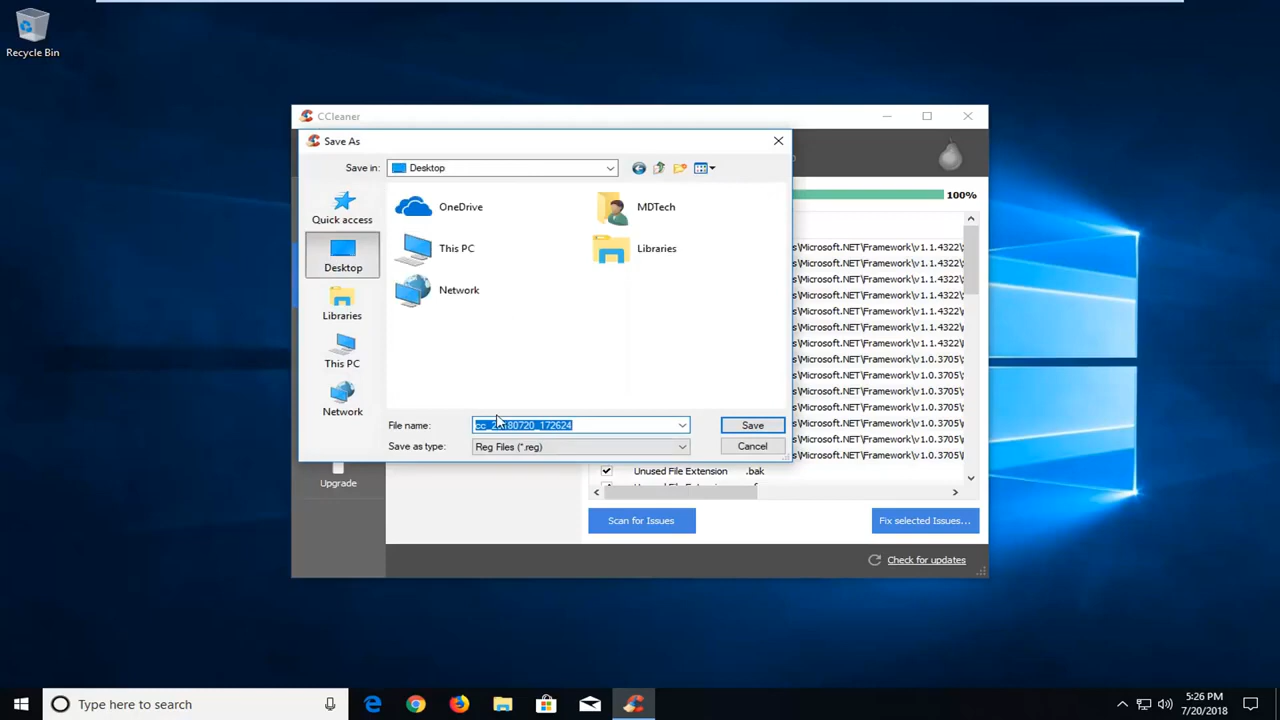 Recycle Bin
CCleaner
Save As
Save in:
Desktop
100%
Quick access
OneDrive
MDTech
Desktop
This PC
Libraries
Network
Libraries
This PC
Network
s\Microsoft.NET\Framework\v1.1.4322\
s\Microsoft.NET\Framework\v1.1.4322\
s\Microsoft.NET\Framework\v1.1.4322\
s\Microsoft.NET\Framework\v1.1.4322\
s\Microsoft.NET\Framework\v1.1.4322\
s\Microsoft.NET\Framework\v1.1.4322\
s\Microsoft.NET\Framework\v1.1.4322\
s\Microsoft.NET\Framework\v1.0.3705\
s\Microsoft.NET\Framework\v1.0.3705\
s\Microsoft.NET\Framework\v1.0.3705\
s\Microsoft.NET\Framework\v1.0.3705\
s\Microsoft.NET\Framework\v1.0.3705\
s\Microsoft.NET\Framework\v1.0.3705\
s\Microsoft.NET\Framework\v1.0.3705\
File name:
cc_20180720_172624
Save
Save as type:
Reg Files (*.reg)
Cancel
Unused File Extension .bak
Upgrade
Scan for Issues
Fix selected Issues...
Check for updates
Type here to search
5:26 PM
7/20/2018